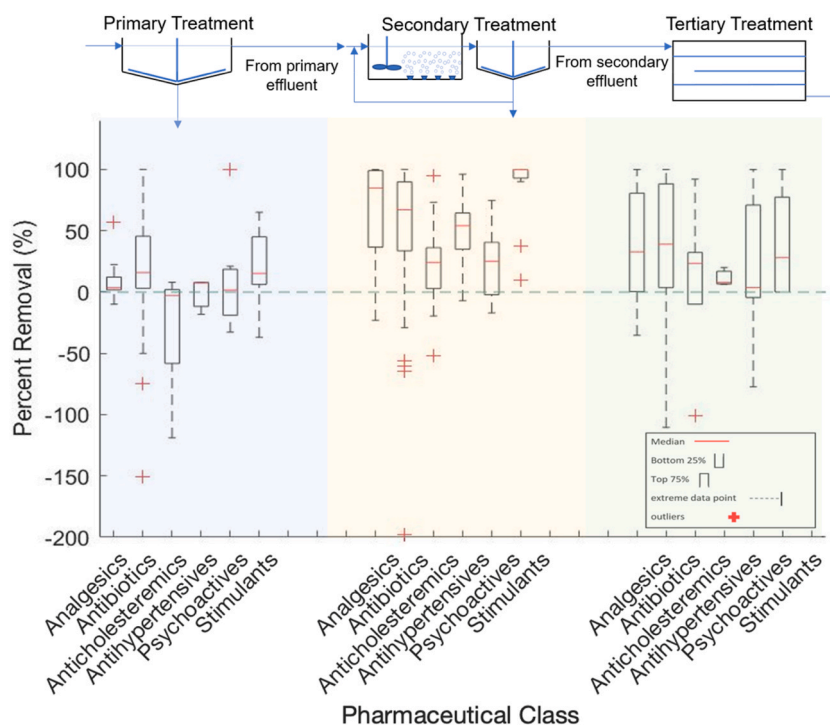 Primary Treatment
Secondary Treatment
Tertiary Treatment
From primary
effluent
From secondary
effluent
Percent Removal (%)
100
50
0
-50
-100
-150
-200
Median
Bottom 25%
Top 75%
extreme data point
outliers
Analgesics
Antibiotics
Anticholesteremics
Antihypertensives
Psychoactives
Stimulants
Analgesics
Antibiotics
Anticholesteremics
Antihypertensives
Psychoactives
Stimulants
Analgesics
Antibiotics
Anticholesteremics
Antihypertensives
Psychoactives
Stimulants
Pharmaceutical Class